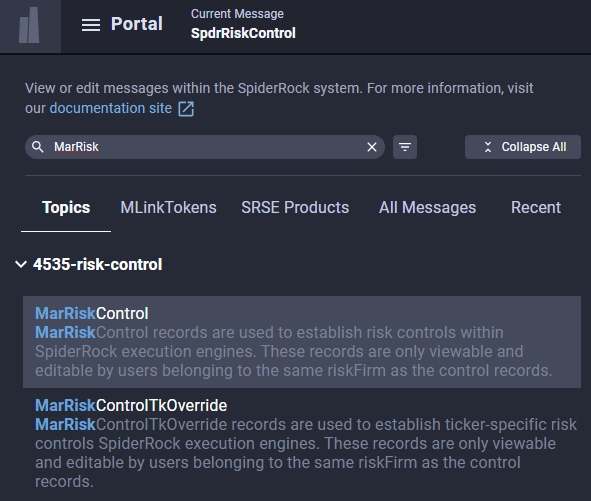 Portal
Current Message
SpdrRiskControl
View or edit messages within the SpiderRock system. For more information, visit
our documentation site
MarRisk
Collapse All
Topics MLinkTokens SRSE Products All Messages Recent
4535-risk-control
MarRiskControl
MarRiskControl records are used to establish risk controls within
SpiderRock execution engines. These records are only viewable and
editable by users belonging to the same riskFirm as the control records.
MarRiskControlTkOverride
MarRiskControlTkOverride records are used to establish ticker-specific risk
controls SpiderRock execution engines. These records are only viewable
and editable by users belonging to the same riskFirm as the control
records.